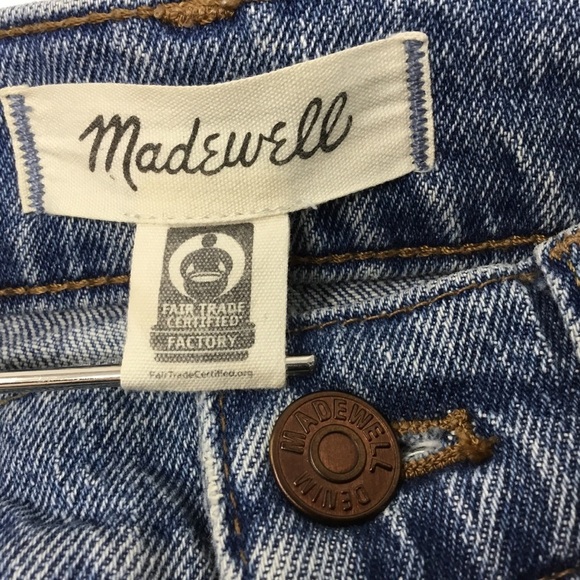 Madewell
FAIR TRADE
CERTIFIED
FACTORY
FairTradeCertified.org
MADEWELL
DENIM